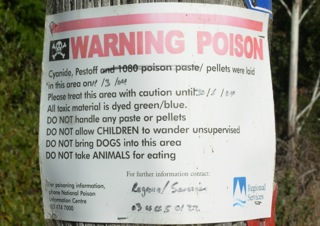 WARNING POISON
Cyanide, Pestoff and 1080 poison paste/ pellets were laid
in this area on
Please treat this area with caution until
All toxic material is dyed green/blue.
DO NOT handle any paste or pellets
DO NOT allow CHILDREN to wander unsupervised
DO NOT bring DOGS into this area
DO NOT take ANIMALS for eating
For further information contact:
poisoning information,
phone National Poison
Information Centre
Regional
Services